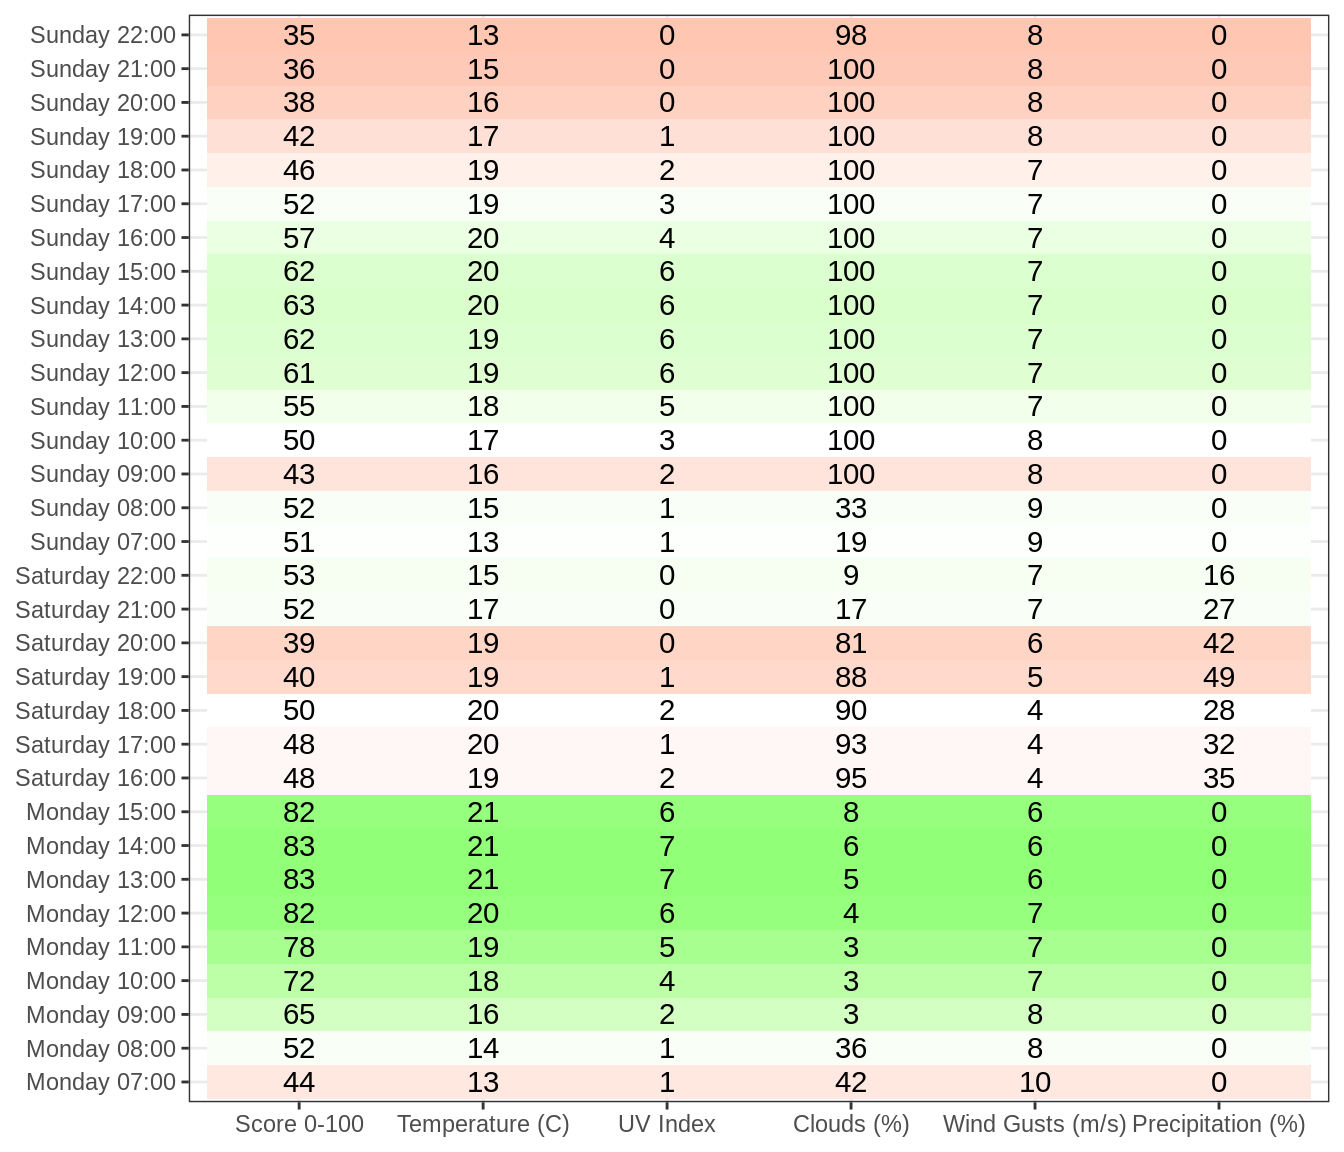 Sunday 22:00 35 13 0 98 8 0
Sunday 21:00 36 15 0 100 8 0
Sunday 20:00 38 16 0 100 8 0
Sunday 19:00 42 17 1 100 8 0
Sunday 18:00 46 19 2 100 7 0
Sunday 17:00 52 19 3 100 7 0
Sunday 16:00 57 20 4 100 7 0
Sunday 15:00 62 20 6 100 7 0
Sunday 14:00 63 20 6 100 7 0
Sunday 13:00 62 19 6 100 7 0
Sunday 12:00 61 19 6 100 7 0
Sunday 11:00 55 18 5 100 7 0
Sunday 10:00 50 17 3 100 8 0
Sunday 09:00 43 16 2 100 8 0
Sunday 08:00 52 15 1 33 9 0
Sunday 07:00 51 13 1 19 9 0
Saturday 22:00 53 15 0 9 7 16
Saturday 21:00 52 17 0 17 7 27
Saturday 20:00 39 19 0 81 6 42
Saturday 19:00 40 19 1 88 5 49
Saturday 18:00 50 20 2 90 4 28
Saturday 17:00 48 20 1 93 4 32
Saturday 16:00 48 19 2 95 4 35
Monday 15:00 82 21 6 8 6 0
Monday 14:00 83 21 7 6 6 0
Monday 13:00 83 21 7 5 6 0
Monday 12:00 82 20 6 4 7 0
Monday 11:00 78 19 5 3 7 0
Monday 10:00 72 18 4 3 7 0
Monday 09:00 65 16 2 3 8 0
Monday 08:00 52 14 1 36 8 0
Monday 07:00 44 13 1 42 10 0
Score 0-100 Temperature (C) UV Index Clouds (%) Wind Gusts (m/s) Precipitation (%)